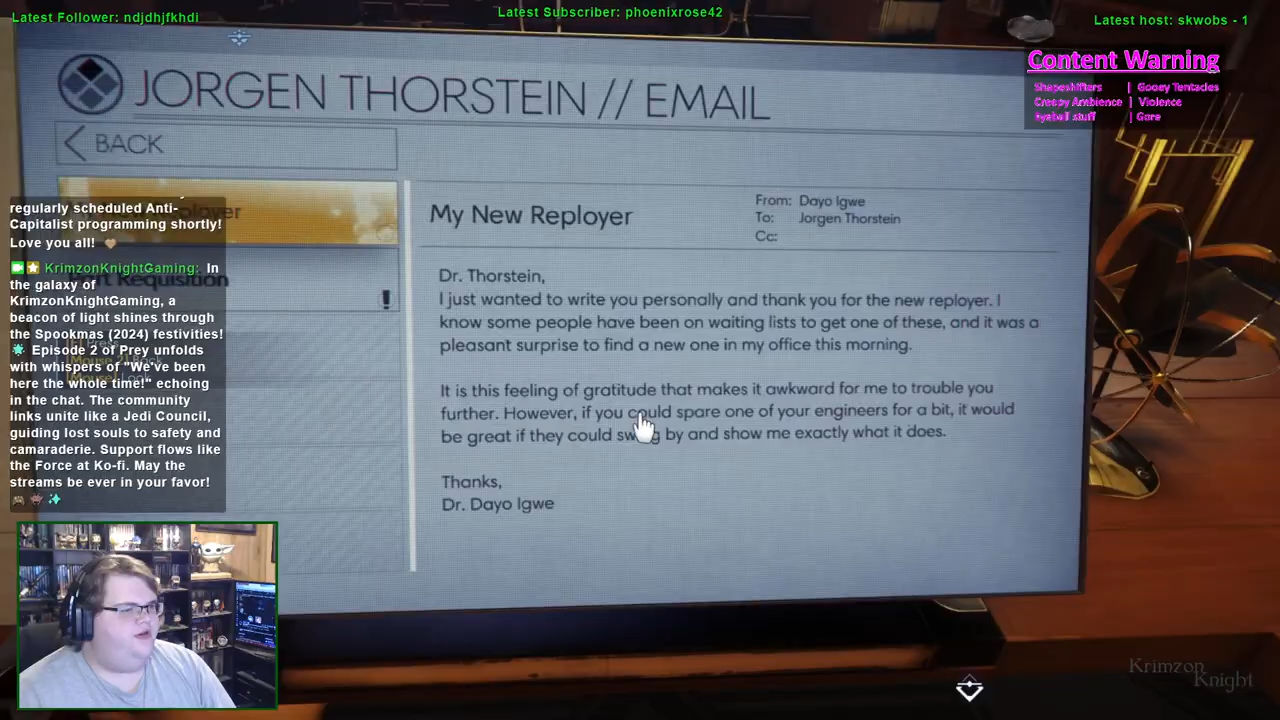 Latest Follower: ndjdhjfkhdi
Latest Subscriber: phoenixrose42
Latest host: skwobs - 1
Content Warning
Shapeshifters | Gooey Tentacles
Creepy Ambience | Violence
Eyeball stuff | Gore
JORGEN THORSTEIN // EMAIL
BACK
My New Reployer
From: Dayo Igwe
To: Jorgen Thorstein
Cc:
Part Requisition
Dr. Thorstein,
I just wanted to write you personally and thank you for the new reployer. I
know some people have been on waiting lists to get one of these, and it was a
pleasant surprise to find a new one in my office this morning.
It is this feeling of gratitude that makes it awkward for me to trouble you
further. However, if you could spare one of your engineers for a bit, it would
be great if they could swing by and show me exactly what it does.
Thanks,
Dr. Dayo Igwe
regularly scheduled Anti-
Capitalist programming shortly!
Love you all!
KrimzonKnightGaming: In
the galaxy of
KrimzonKnightGaming, a
beacon of light shines through
the Spookmas (2024) festivities!
Episode 2 of Prey unfolds
with whispers of "We've been
here the whole time!" echoing
in the chat. The community
links unite like a Jedi Council,
guiding lost souls to safety and
camaraderie. Support flows like
the Force at Ko-fi. May the
streams be ever in your favor!
Krimzon
Knight